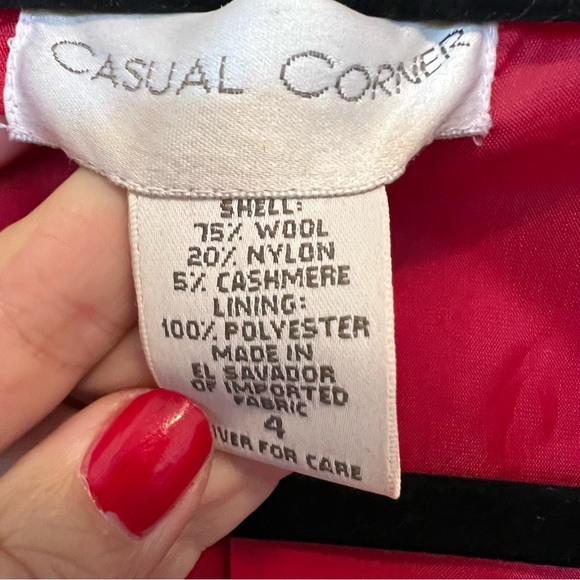 CASUAL CORNER
SHELL:
75% WOOL
20% NYLON
5% CASHMERE
LINING:
100% POLYESTER
MADE IN
EL SAVADOR
OF IMPORTED
FABRIC
4
FOR CARE